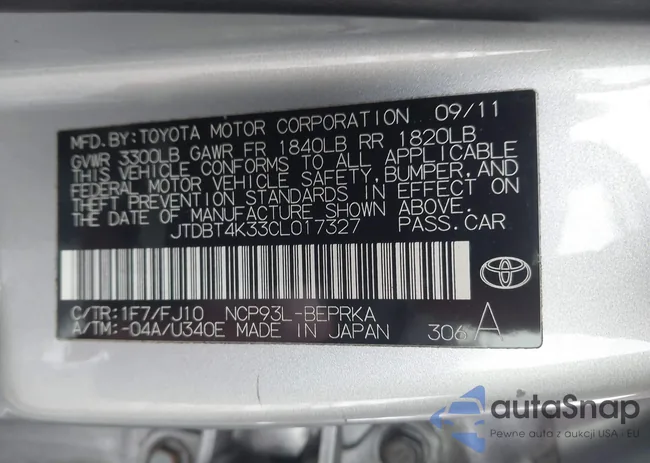 MFD.BY:TOYOTA MOTOR CORPORATION 09/11
GVWR 3300LB GAWR FR 1840LB RR 1820LB
THIS VEHICLE CONFORMS TO ALL APPLICABLE
FEDERAL MOTOR VEHICLE SAFETY,BUMPER,AND
THEFT PREVENTION STANDARDS IN EFFECT ON
THE DATE OF MANUFACTURE SHOWN ABOVE.
JTDBT4K33CL017327 PASS.CAR
C/TR:1F7/FJ10 NCP93L-BEPRKA
A/TM:-04A/U340E MADE IN JAPAN 306 A
autaSnap
Pewne auta z aukcji USA - EU